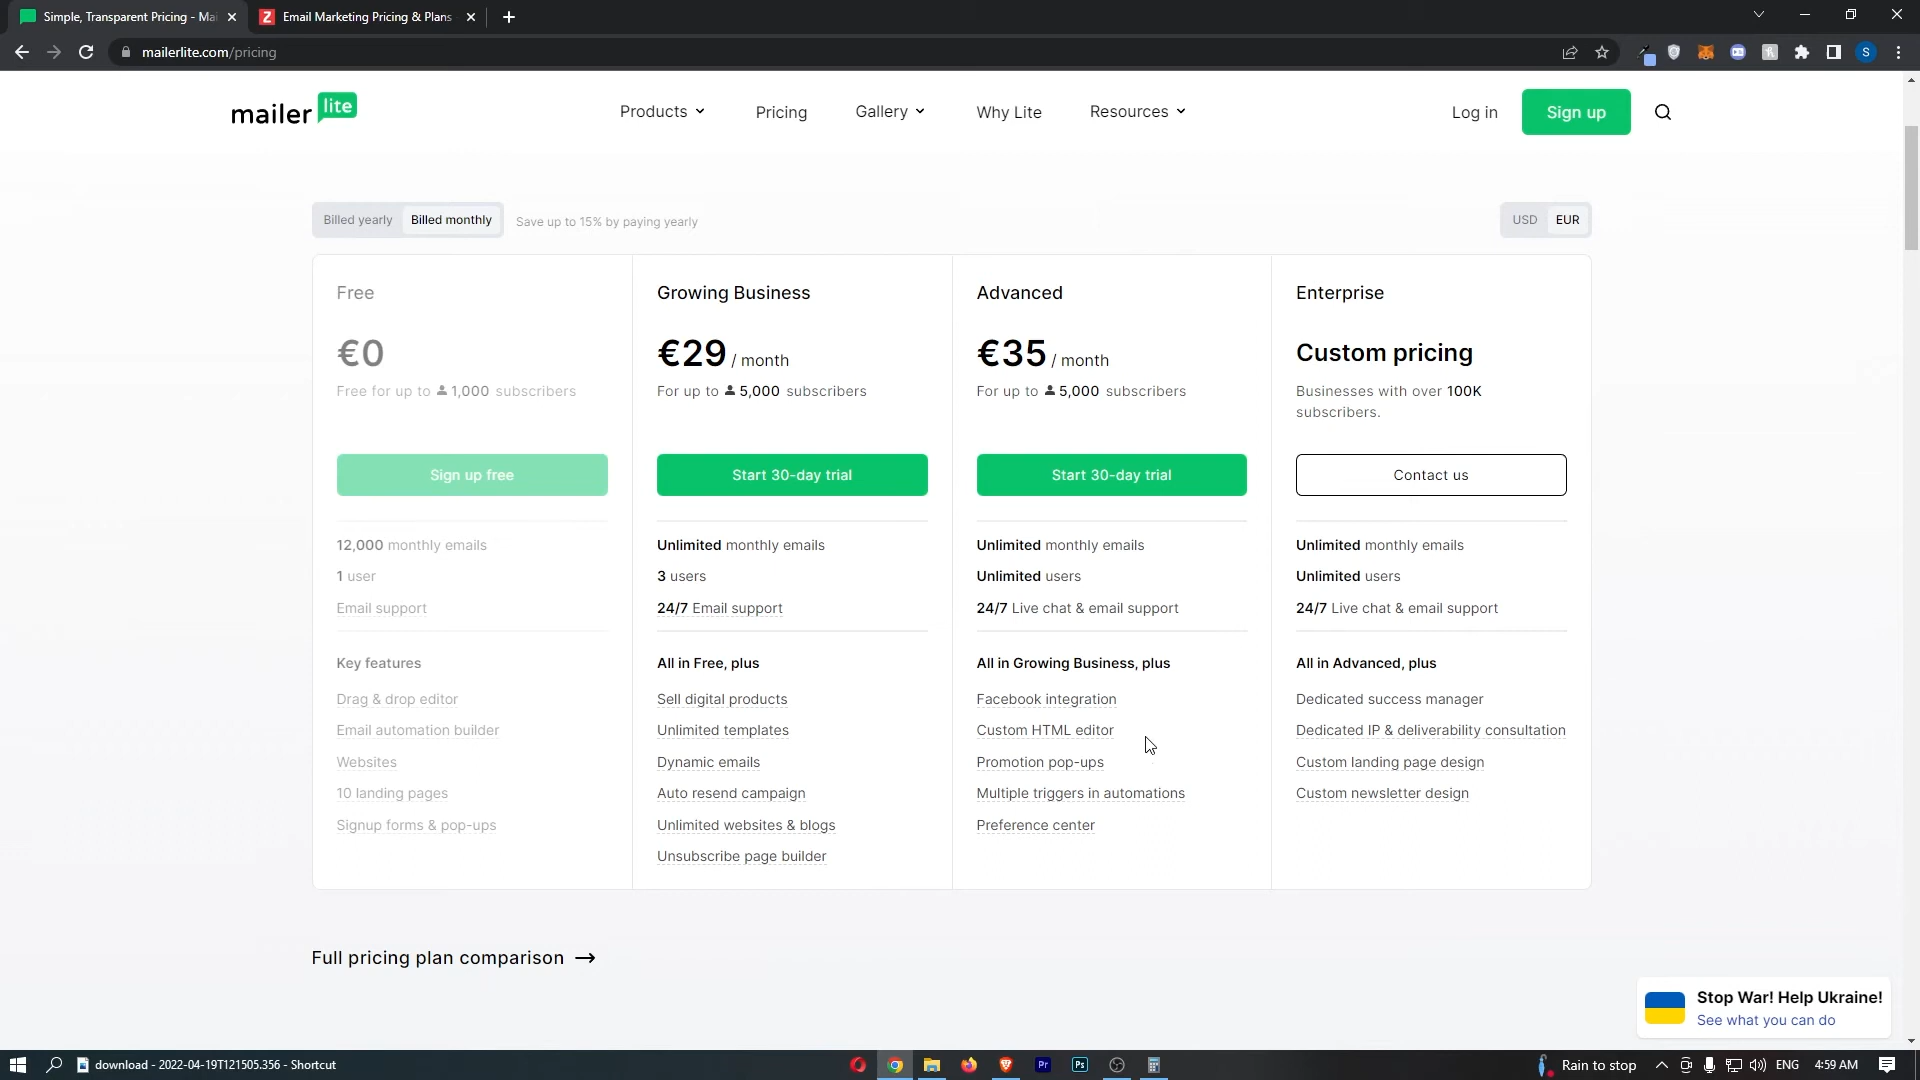 Simple, Transparent Pricing - Mai
Email Marketing Pricing & Plans
mailerlite.com/pricing
mailer lite
Products
Pricing
Gallery
Why Lite
Resources
Log in
Sign up
Billed yearly
Billed monthly
Save up to 15% by paying yearly
USD
EUR
Free
€0
Free for up to 1,000 subscribers
Sign up free
12,000 monthly emails
1 user
Email support
Key features
Drag & drop editor
Email automation builder
Websites
10 landing pages
Signup forms & pop-ups
Growing Business
€29 / month
For up to 5,000 subscribers
Start 30-day trial
Unlimited monthly emails
3 users
24/7 Email support
All in Free, plus
Sell digital products
Unlimited templates
Dynamic emails
Auto resend campaign
Unlimited websites & blogs
Unsubscribe page builder
Advanced
€35 / month
For up to 5,000 subscribers
Start 30-day trial
Unlimited monthly emails
Unlimited users
24/7 Live chat & email support
All in Growing Business, plus
Facebook integration
Custom HTML editor
Promotion pop-ups
Multiple triggers in automations
Preference center
Enterprise
Custom pricing
Businesses with over 100K
subscribers.
Contact us
Unlimited monthly emails
Unlimited users
24/7 Live chat & email support
All in Advanced, plus
Dedicated success manager
Dedicated IP & deliverability consultation
Custom landing page design
Custom newsletter design
Full pricing plan comparison →
Stop War! Help Ukraine!
See what you can do
download - 2022-04-19T121505.356 - Shortcut
Pr
Ps
Rain to stop
ENG
4:59 AM